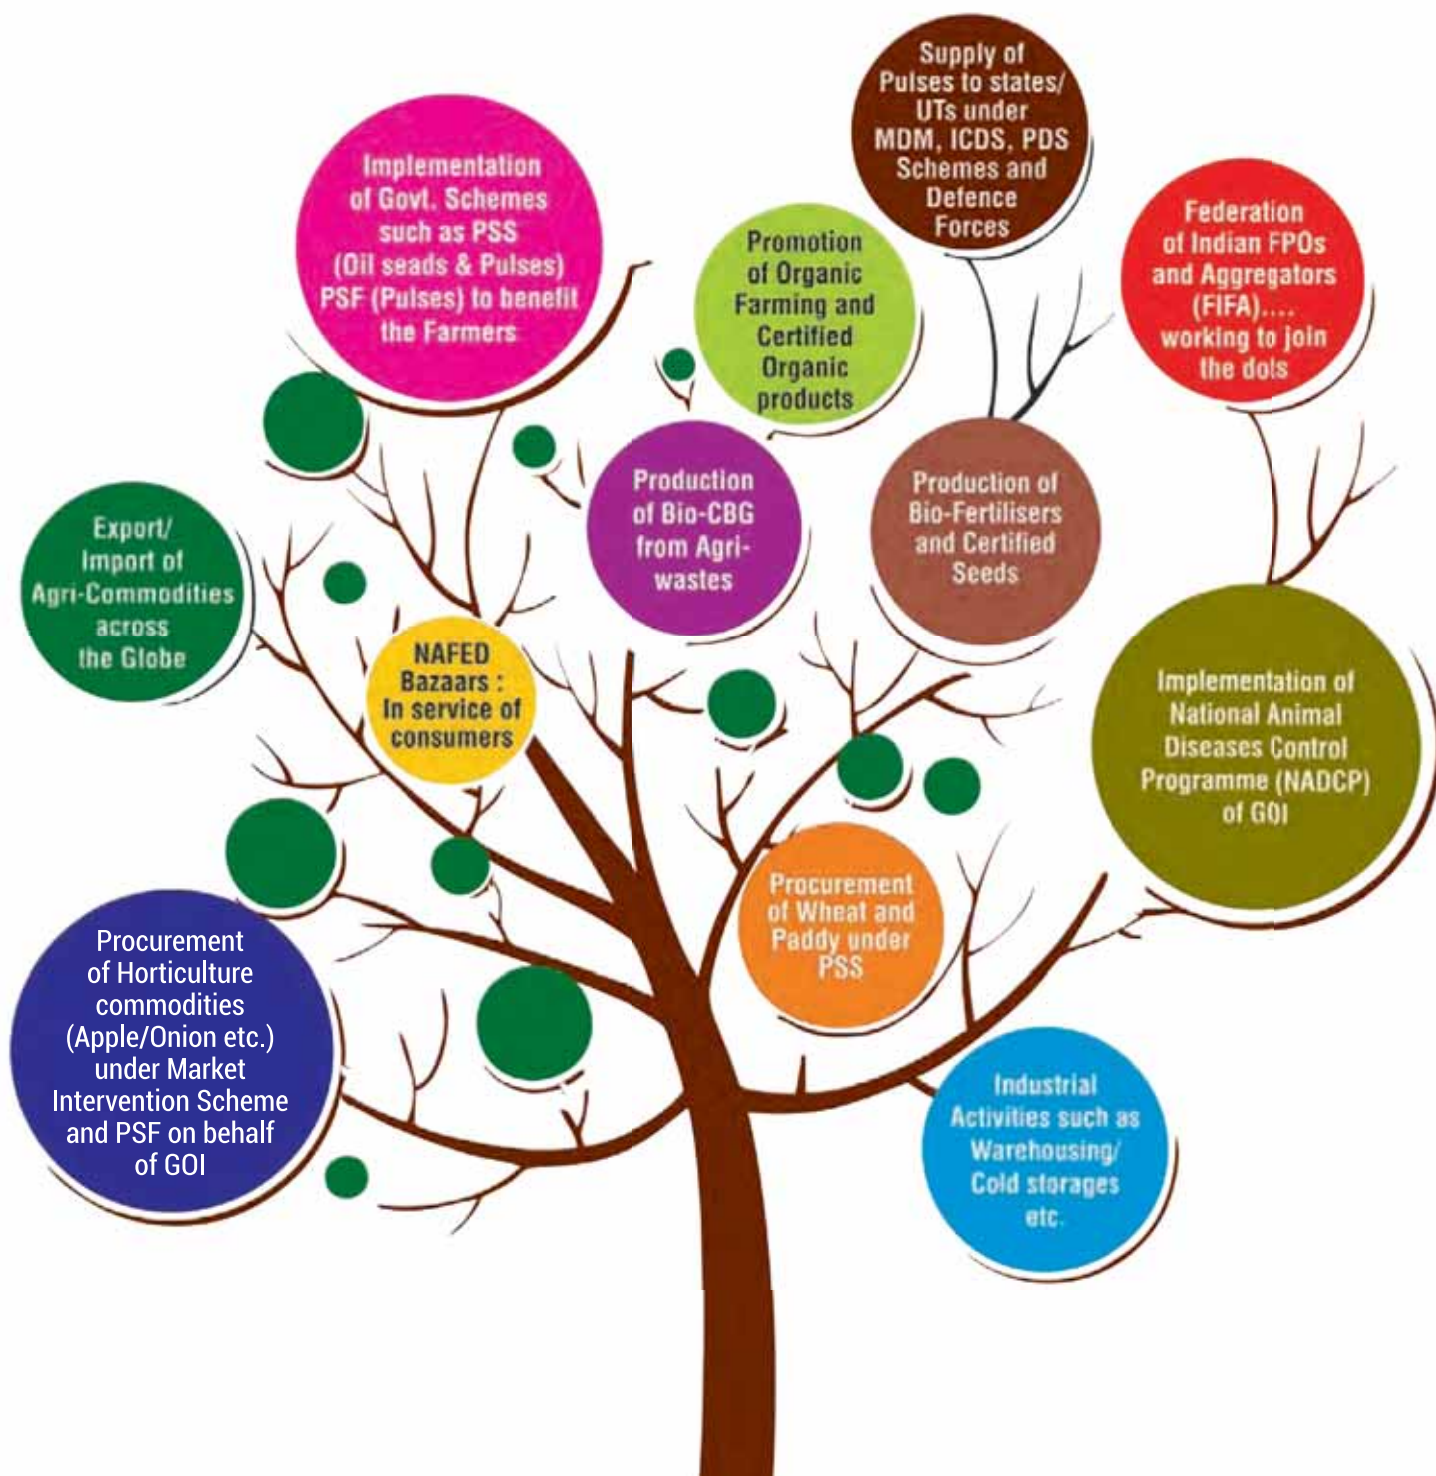 Supply of
Pulses to states/
UTs under
MDM, ICDS, PDS
Schemes and
Defence
Forces
Implementation
of Govt. Schemes
such as PSS
(Oil seads & Pulses)
PSF (Pulses) to benefit
the Farmers
Promotion
of Organic
Farming and
Certified
Organic
products
Federation
of Indian FPOs
and Aggregators
(FIFA)....
working to join
the dots
Export/
Import of
Agri-Commodities
across
the Globe
Production
of Bio-CBG
from Agri-
wastes
Production of
Bio-Fertilisers
and Certified
Seeds
NAFED
Bazaars :
In service of
consumers
Implementation of
National Animal
Diseases Control
Programme (NADCP)
of GOI
Procurement
of Wheat and
Paddy under
PSS
Procurement
of Horticulture
commodities
(Apple/Onion etc.)
under Market
Intervention Scheme
and PSF on behalf
of GOI
Industrial
Activities such as
Warehousing/
Cold storages
etc.